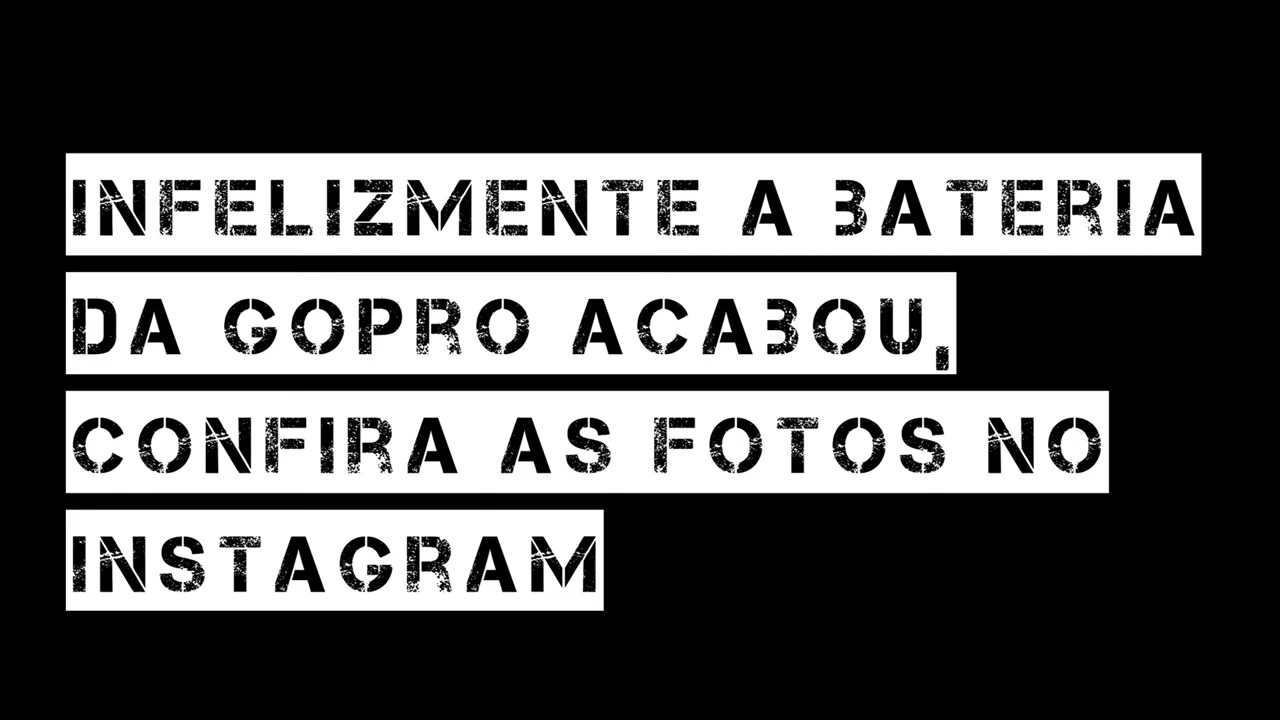 INFELIZMENTE A BATERIA
DA GOPRO ACABOU,
CONFIRA AS FOTOS NO
INSTAGRAM